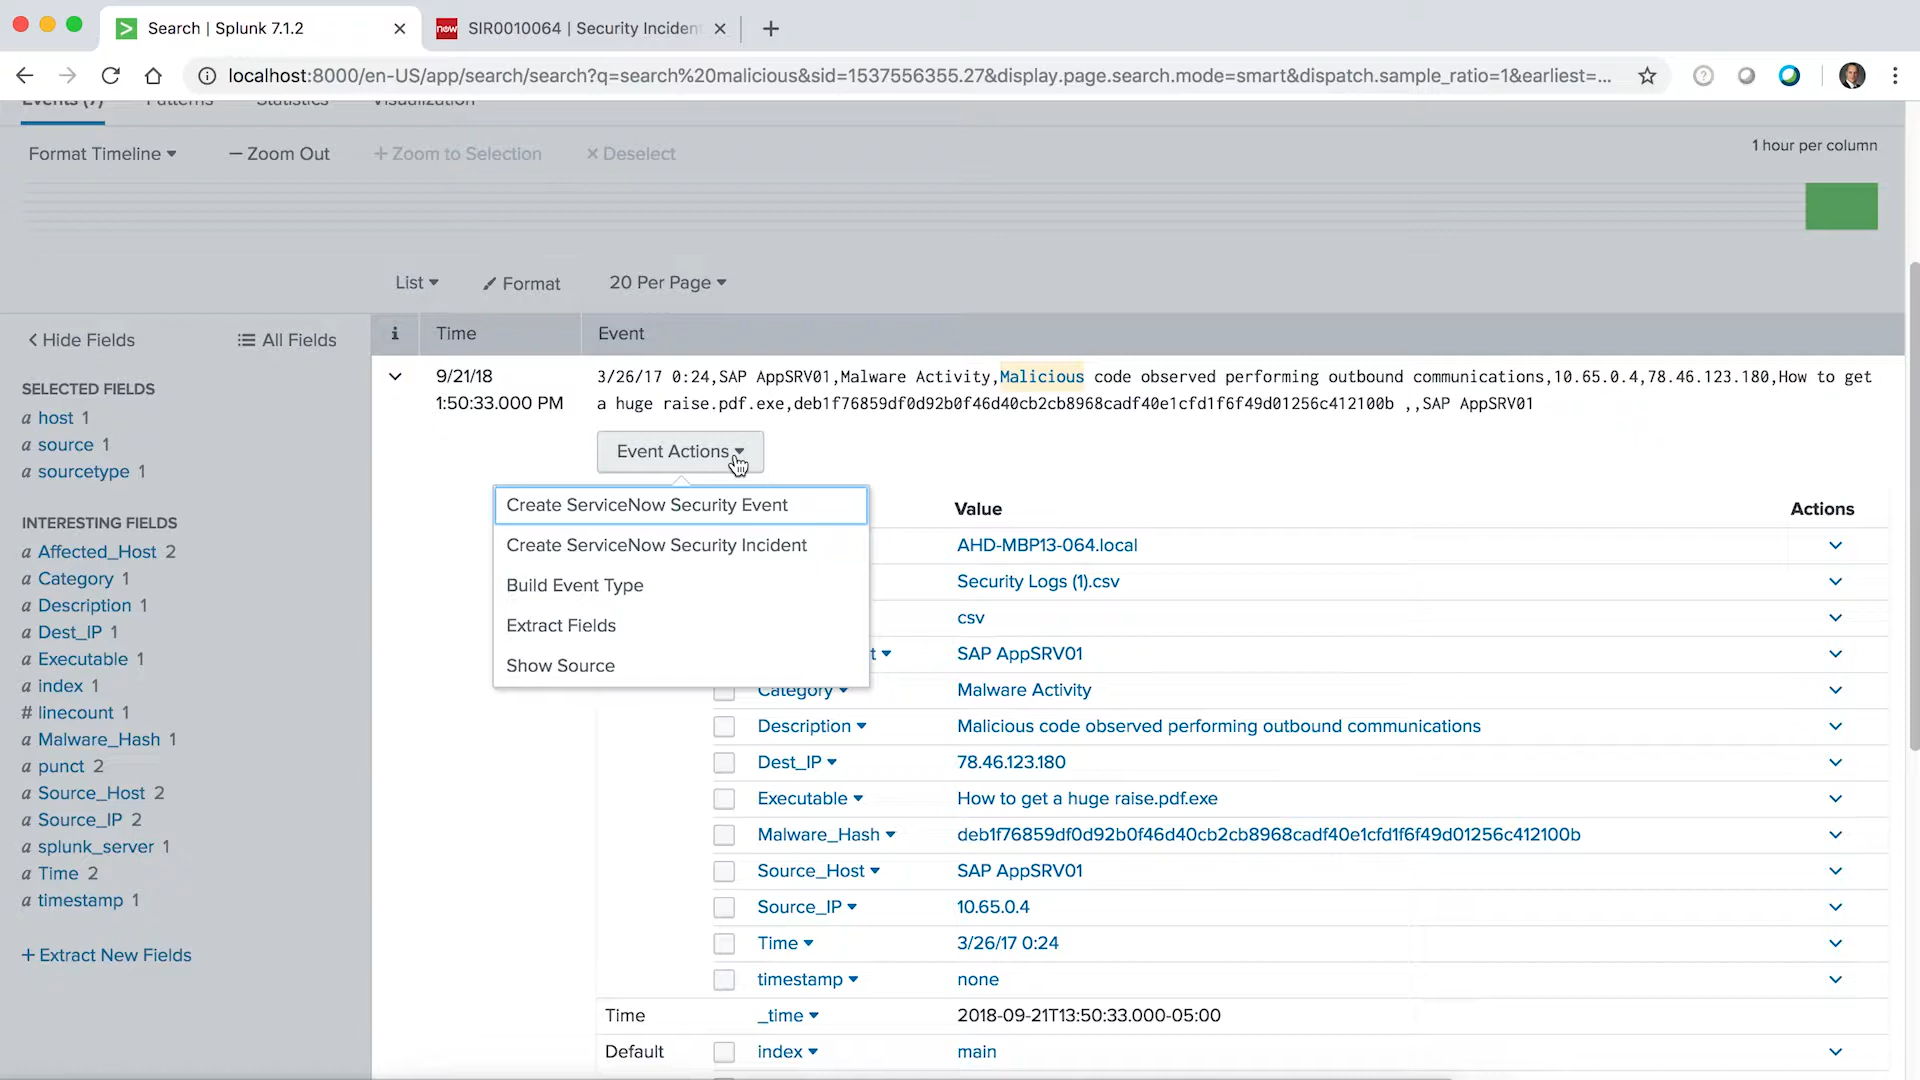 Search | Splunk 7.1.2
now SIR0010064 | Security Inciden
localhost:8000/en-US/app/search/search?q=search%20malicious&sid=1537556355.27&display.page.search.mode=smart&dispatch.sample_ratio=1&earliest=...
Events (7) Patterns Statistics Visualization
Format Timeline — Zoom Out + Zoom to Selection × Deselect
1 hour per column
List Format 20 Per Page
< Hide Fields All Fields
i Time Event
SELECTED FIELDS
a host 1
a source 1
a sourcetype 1
INTERESTING FIELDS
a Affected_Host 2
a Category 1
a Description 1
a Dest_IP 1
a Executable 1
a index 1
# linecount 1
a Malware_Hash 1
a punct 2
a Source_Host 2
a Source_IP 2
a splunk_server 1
a Time 2
a timestamp 1
+ Extract New Fields
9/21/18
1:50:33.000 PM
3/26/17 0:24,SAP AppSRV01,Malware Activity,Malicious code observed performing outbound communications,10.65.0.4,78.46.123.180,How to get
a huge raise.pdf.exe,deb1f76859df0d92b0f46d40cb2cb8968cadf40e1cfd1f6f49d01256c412100b ,,SAP AppSRV01
Event Actions
Create ServiceNow Security Event
Create ServiceNow Security Incident
Build Event Type
Extract Fields
Show Source
Value Actions
AHD-MBP13-064.local
Security Logs (1).csv
csv
t SAP AppSRV01
Category Malware Activity
Description Malicious code observed performing outbound communications
Dest_IP 78.46.123.180
Executable How to get a huge raise.pdf.exe
Malware_Hash deb1f76859df0d92b0f46d40cb2cb8968cadf40e1cfd1f6f49d01256c412100b
Source_Host SAP AppSRV01
Source_IP 10.65.0.4
Time 3/26/17 0:24
timestamp none
Time _time 2018-09-21T13:50:33.000-05:00
Default index main